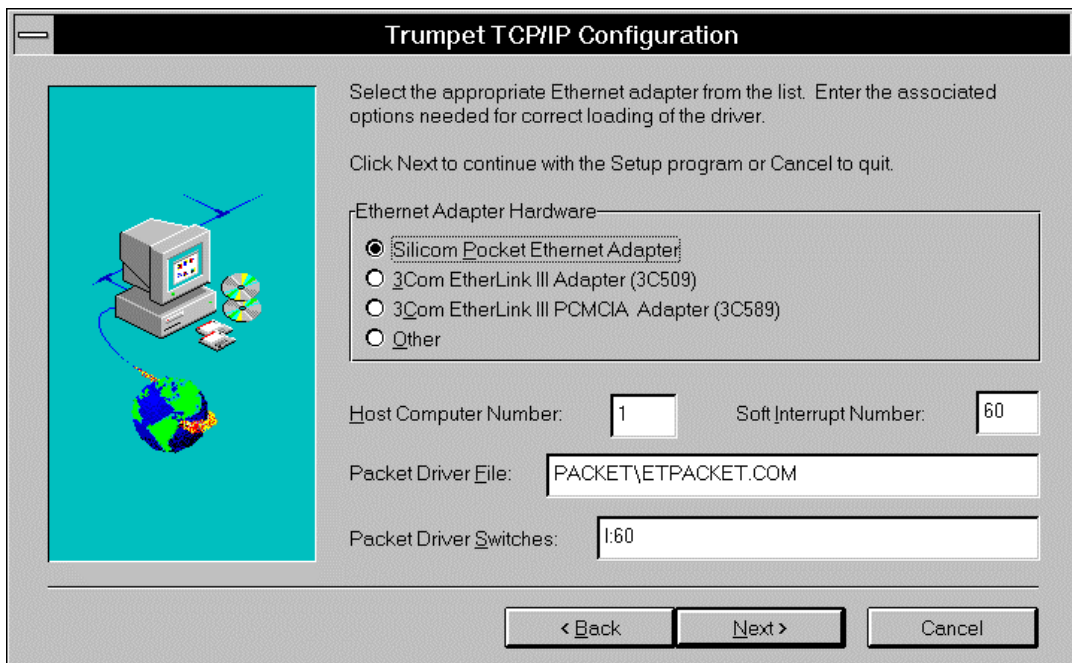 Trumpet TCP/IP Configuration
Select the appropriate Ethernet adapter from the list. Enter the associated
options needed for correct loading of the driver.
Click Next to continue with the Setup program or Cancel to quit.
Ethernet Adapter Hardware
Silicom Pocket Ethernet Adapter
3Com EtherLink III Adapter (3C509)
3Com EtherLink III PCMCIA Adapter (3C589)
Other
Host Computer Number: 1 Soft Interrupt Number: 60
Packet Driver File: PACKET\ETPACKET.COM
Packet Driver Switches: I:60
< Back Next > Cancel